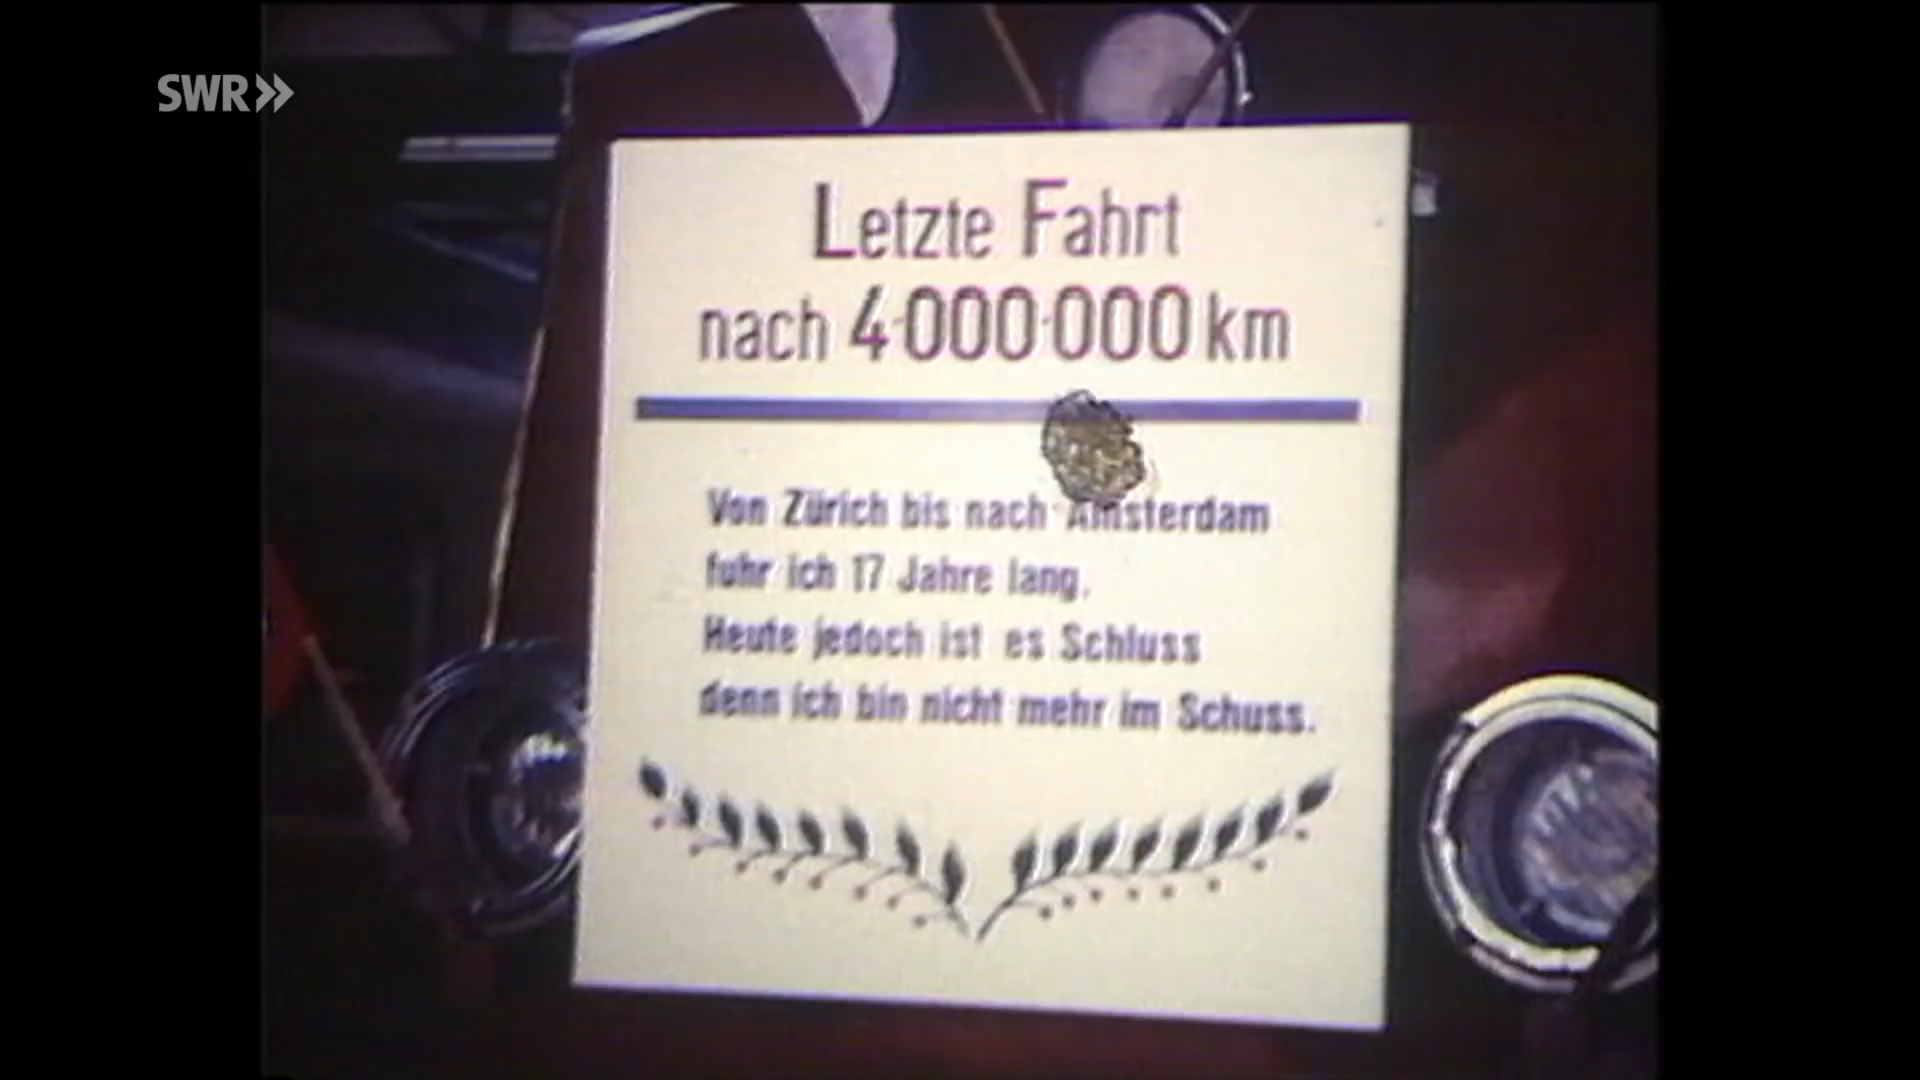 SWR
Letzte Fahrt
nach 4·000·000 km
Von Zürich bis nach Amsterdam
fuhr ich 17 Jahre lang.
Heute jedoch ist es Schluss
denn ich bin nicht mehr im Schuss.